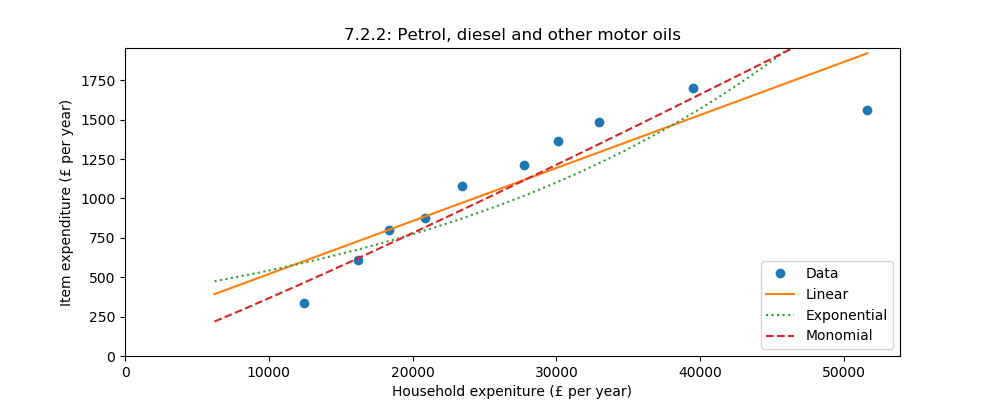 7.2.2: Petrol, diesel and other motor oils
Item expenditure (£ per year)
1750
1500
1250
1000
750
500
250
0
0 10000 20000 30000 40000 50000
Household expeniture (£ per year)
Data
Linear
Exponential
Monomial